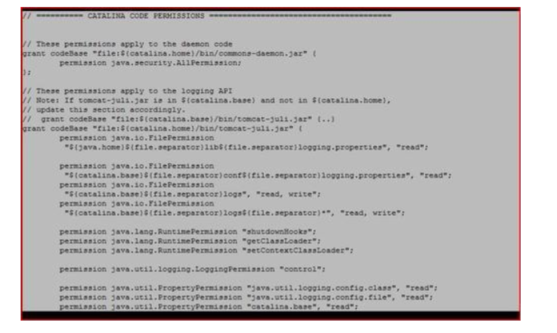 // ========== CATALINA CODE PERMISSIONS =======================================
// These permissions apply to the daemon code
grant codeBase "file:${catalina.home}/bin/commons-daemon.jar" {
permission java.security.AllPermission;
};
// These permissions apply to the logging API
// Note: If tomcat-juli.jar is in ${catalina.base} and not in ${catalina.home},
// update this section accordingly.
// grant codeBase "file:${catalina.base}/bin/tomcat-juli.jar" {..}
grant codeBase "file:${catalina.home}/bin/tomcat-juli.jar" {
permission java.io.FilePermission
"${java.home}${file.separator}lib${file.separator}logging.properties", "read";
permission java.io.FilePermission
"${catalina.base}${file.separator}conf${file.separator}logging.properties", "read";
permission java.io.FilePermission
"${catalina.base}${file.separator}logs", "read, write";
permission java.io.FilePermission
"${catalina.base}${file.separator}logs${file.separator}*", "read, write";
permission java.lang.RuntimePermission "shutdownHooks";
permission java.lang.RuntimePermission "getClassLoader";
permission java.lang.RuntimePermission "setContextClassLoader";
permission java.util.logging.LoggingPermission "control";
permission java.util.PropertyPermission "java.util.logging.config.class", "read";
permission java.util.PropertyPermission "java.util.logging.config.file", "read";
permission java.util.PropertyPermission "catalina.base", "read";